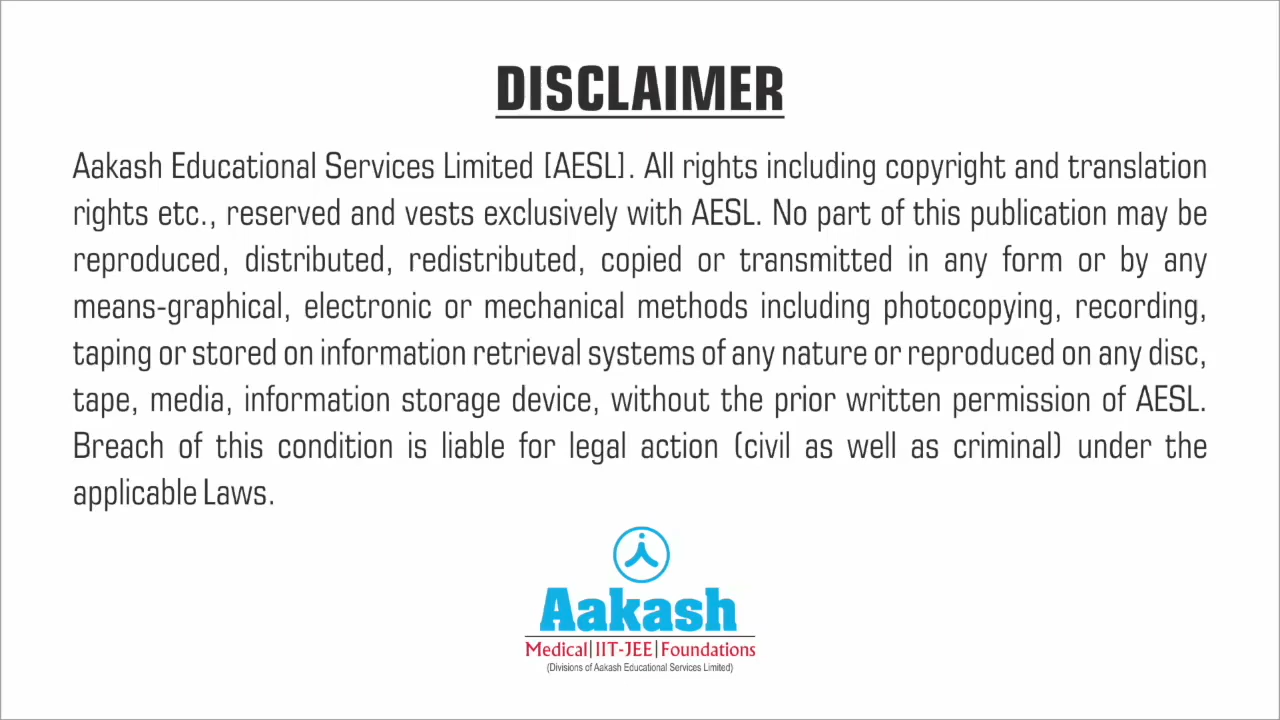 DISCLAIMER
Aakash Educational Services Limited [AESL]. All rights including copyright and translation
rights etc., reserved and vests exclusively with AESL. No part of this publication may be
reproduced, distributed, redistributed, copied or transmitted in any form or by any
means-graphical, electronic or mechanical methods including photocopying, recording,
taping or stored on information retrieval systems of any nature or reproduced on any disc,
tape, media, information storage device, without the prior written permission of AESL.
Breach of this condition is liable for legal action (civil as well as criminal) under the
applicable Laws.
Aakash
Medical|IIT-JEE|Foundations
(Divisions of Aakash Educational Services Limited)